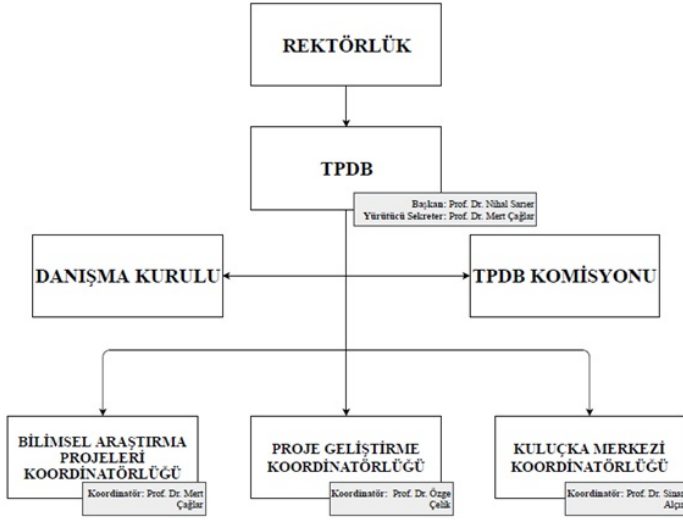 REKTÖRLÜK
TPDB
Başkan: Prof. Dr. Nihal Sarıer
Yürütücü Sekreter: Prof. Dr. Mert Çağlar
DANIŞMA KURULU
TPDB KOMİSYONU
BİLİMSEL ARAŞTIRMA
PROJELERİ
KOORDİNATÖRLÜĞÜ
Koordinatör: Prof. Dr. Mert
Çağlar
PROJE GELİŞTİRME
KOORDİNATÖRLÜĞÜ
Koordinatör: Prof. Dr. Özge
Çelik
KULUÇKA MERKEZİ
KOORDİNATÖRLÜĞÜ
Koordinatör: Prof. Dr.